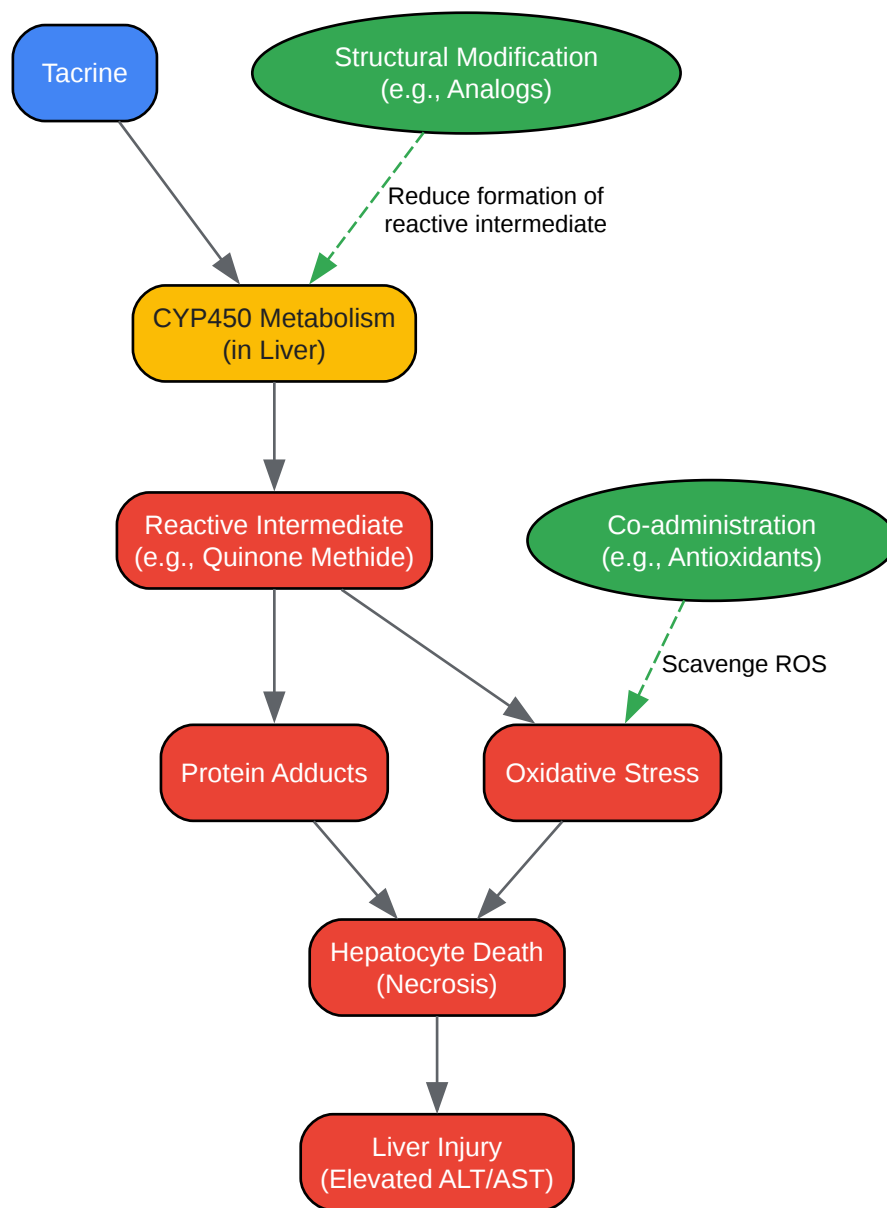 Tacrine
Structural Modification
(e.g., Analogs)
Reduce formation of
reactive intermediate
CYP450 Metabolism
(in Liver)
Reactive Intermediate
(e.g., Quinone Methide)
Co-administration
(e.g., Antioxidants)
Scavenge ROS
Protein Adducts
Oxidative Stress
Hepatocyte Death
(Necrosis)
Liver Injury
(Elevated ALT/AST)